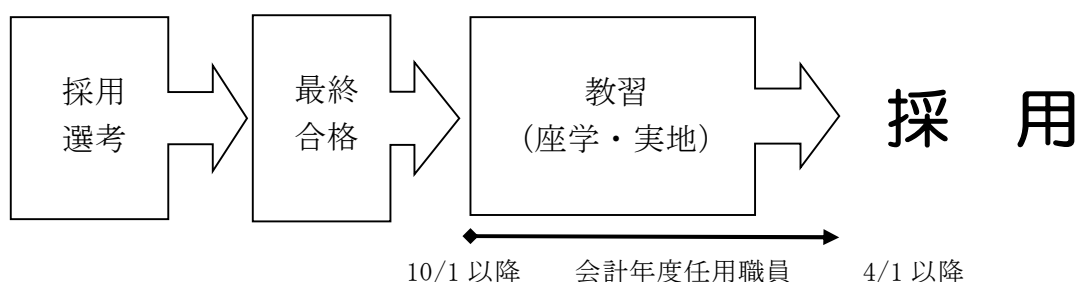 採用
選考
最終
合格
教習
(座学・実地)
採 用
10/1 以降 会計年度任用職員 4/1 以降